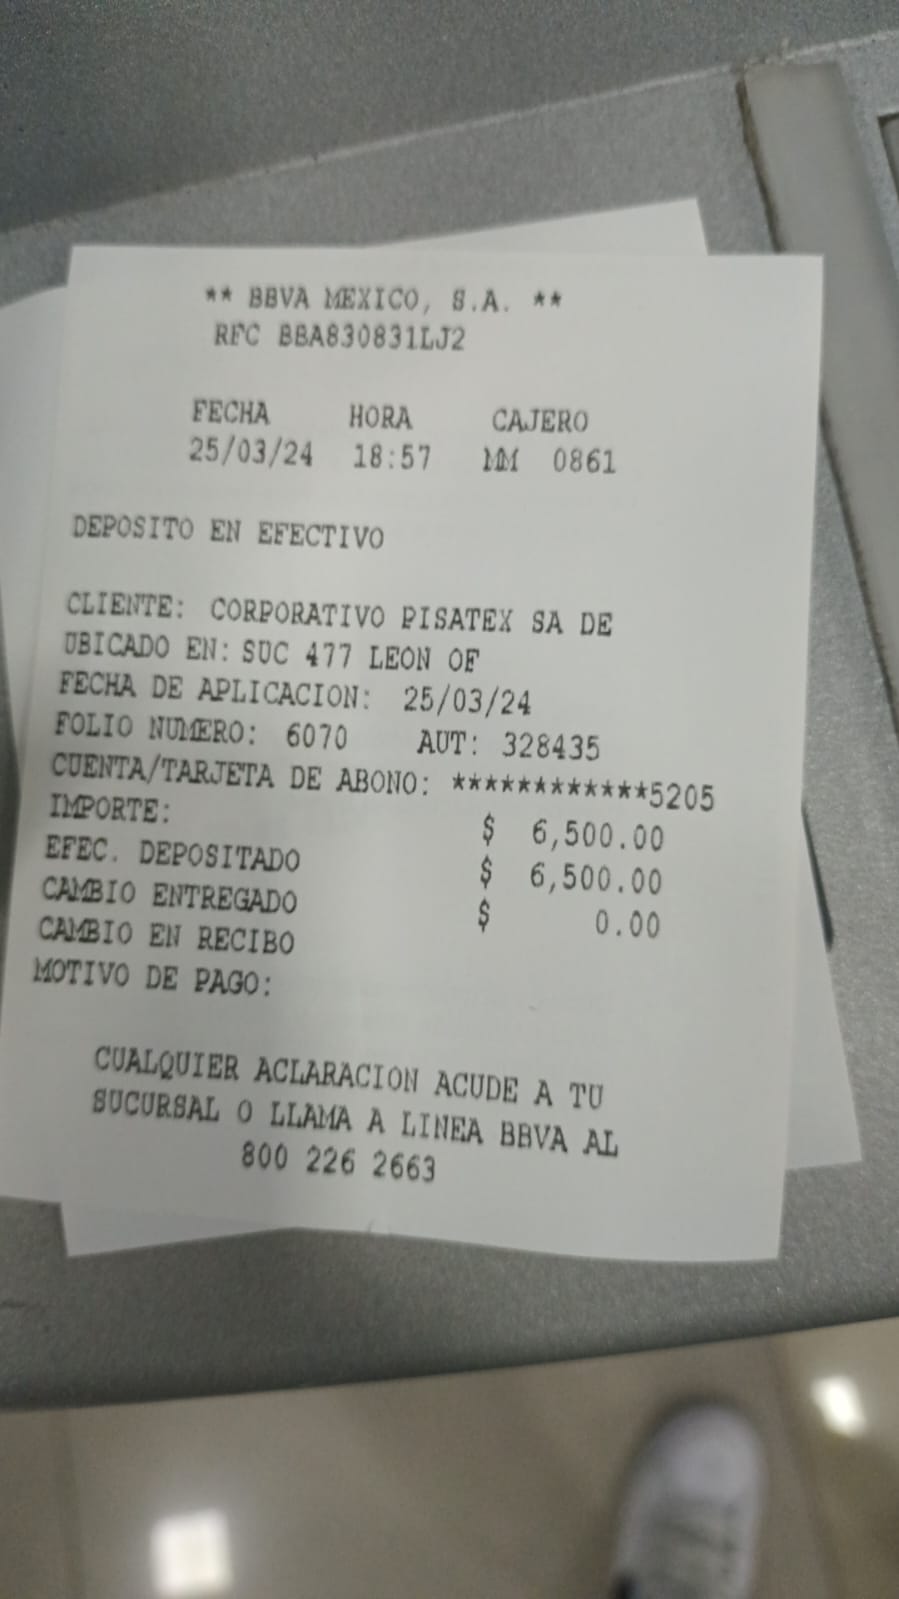 ** BBVA MEXICO, S.A. **
RFC BBA830831LJ2
FECHA HORA CAJERO
25/03/24 18:57 MM 0861
DEPOSITO EN EFECTIVO
CLIENTE: CORPORATIVO PISATEX SA DE
UBICADO EN: SUC 477 LEON OF
FECHA DE APLICACION: 25/03/24
FOLIO NUMERO: 6070 AUT: 328435
CUENTA/TARJETA DE ABONO: ************5205
IMPORTE: $ 6,500.00
EFEC. DEPOSITADO $ 6,500.00
CAMBIO ENTREGADO $ 0.00
CAMBIO EN RECIBO
MOTIVO DE PAGO:
CUALQUIER ACLARACION ACUDE A TU
SUCURSAL O LLAMA A LINEA BBVA AL
800 226 2663